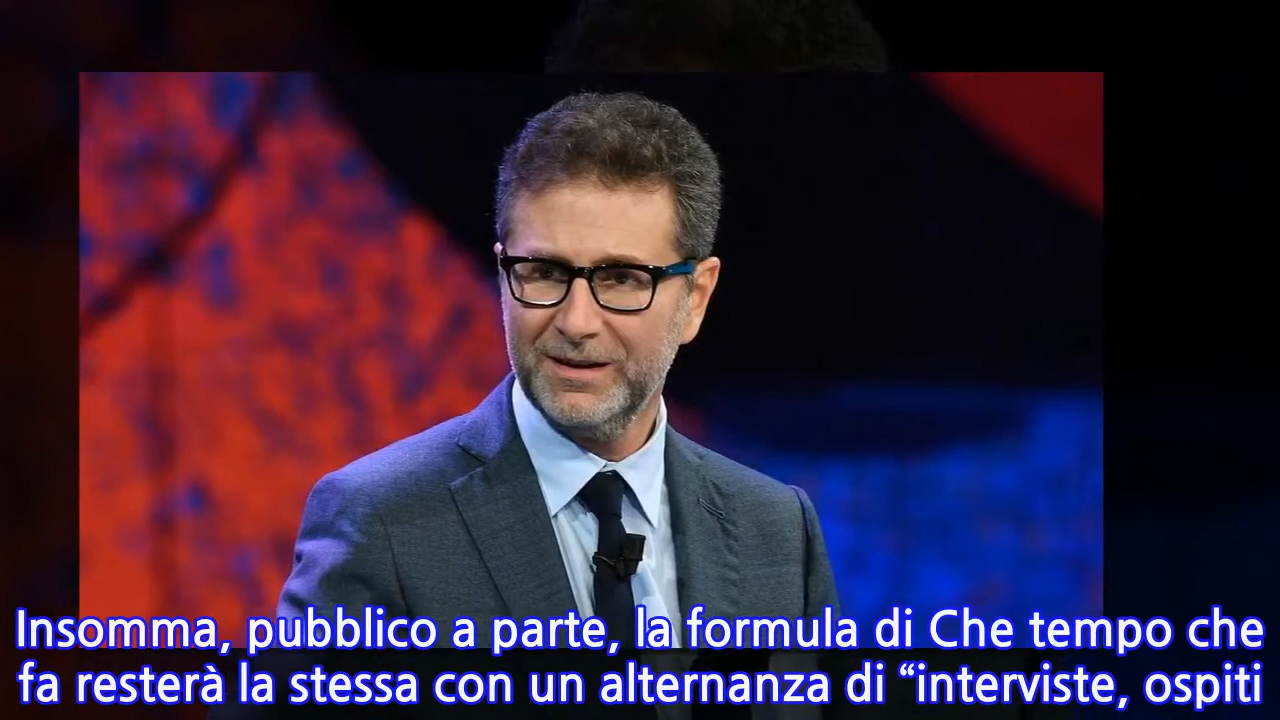 Insomma, pubblico a parte, la formula di Che tempo che
fa resterà la stessa con un alternanza di “interviste, ospiti